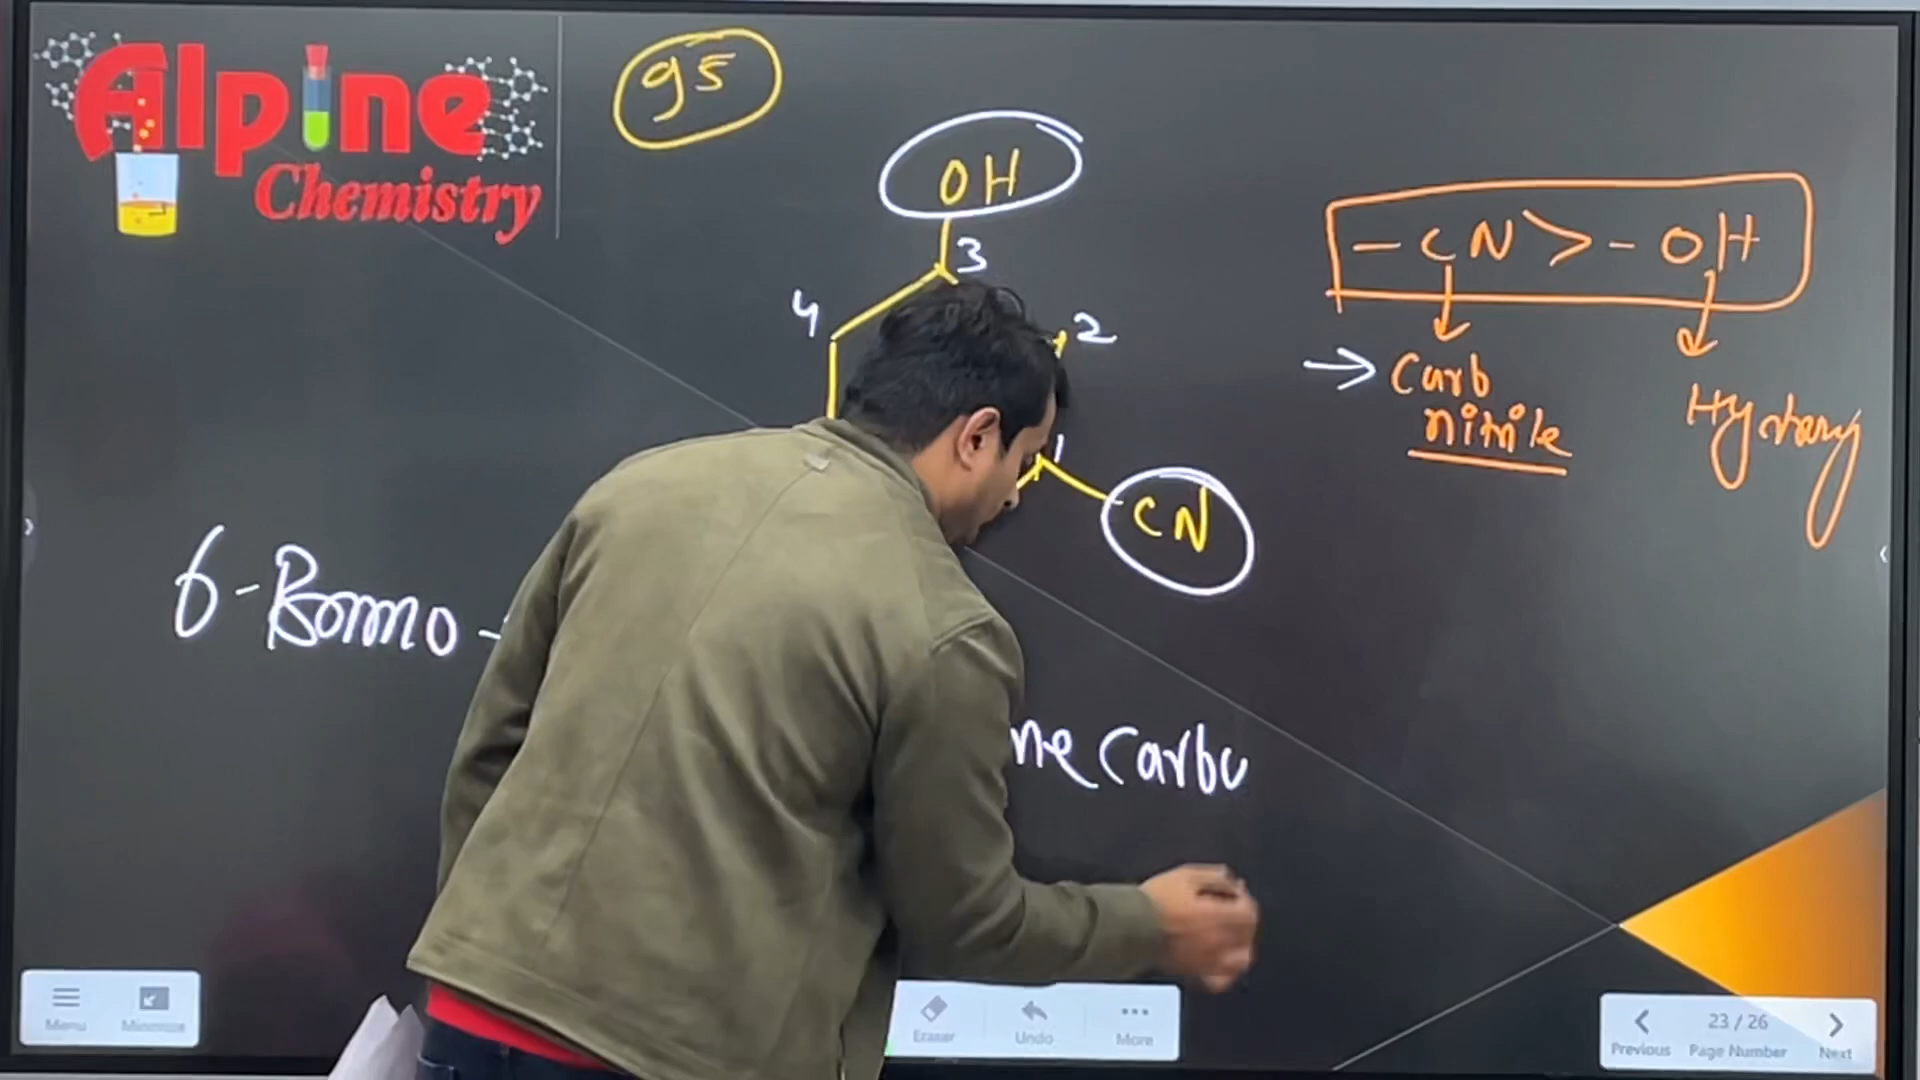 Alpine
Chemistry
95
OH
3
4
2
1
CN
-CN>-OH
→ Carb
nitrile
Hydroxy
6-Bromo-
ne Carbo
Menu
Minimize
Eraser
Undo
More
Previous
23 / 26
Page Number
Next